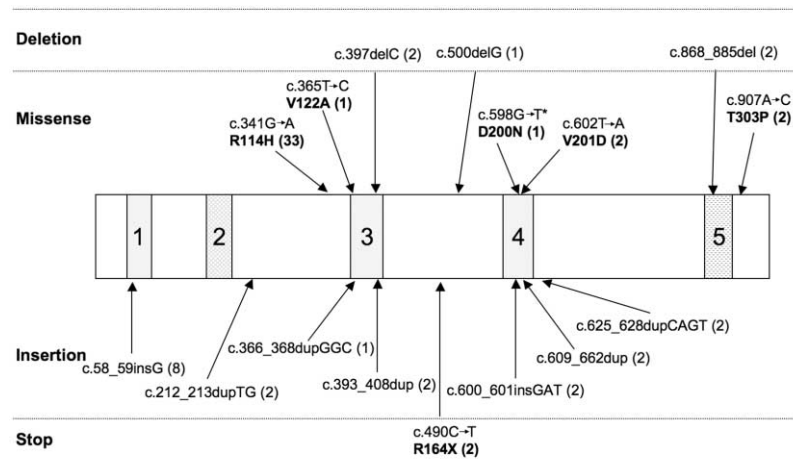 Deletion
c.397delC (2)
c.500delG (1)
c.868_885del (2)
Missense
c.365T→C
V122A (1)
c.341G→A
R114H (33)
c.598G→T*
D200N (1)
c.602T→A
V201D (2)
c.907A→C
T303P (2)
1
2
3
4
5
Insertion
c.58_59insG (8)
c.212_213dupTG (2)
c.366_368dupGGC (1)
c.393_408dup (2)
c.600_601insGAT (2)
c.609_662dup (2)
c.625_628dupCAGT (2)
Stop
c.490C→T
R164X (2)